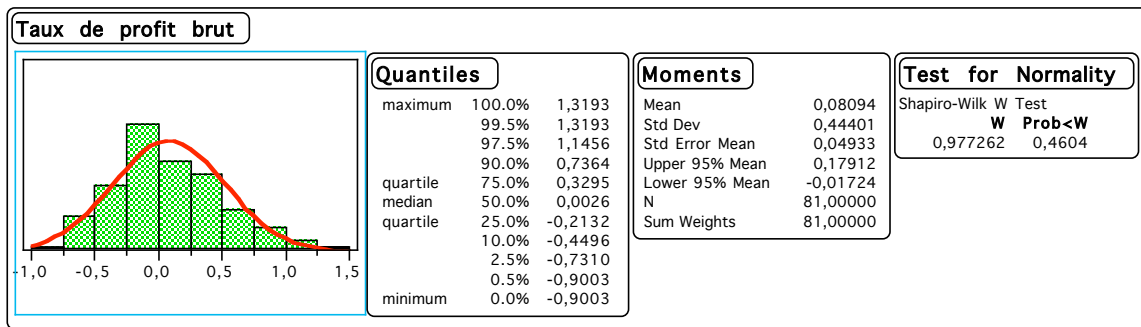 Taux de profit brut
-1,0 -0,5 0,0 0,5 1,0 1,5
Quantiles
maximum 100.0% 1,3193
99.5% 1,3193
97.5% 1,1456
90.0% 0,7364
quartile 75.0% 0,3295
median 50.0% 0,0026
quartile 25.0% -0,2132
10.0% -0,4496
2.5% -0,7310
0.5% -0,9003
minimum 0.0% -0,9003
Moments
Mean 0,08094
Std Dev 0,44401
Std Error Mean 0,04933
Upper 95% Mean 0,17912
Lower 95% Mean -0,01724
N 81,00000
Sum Weights 81,00000
Test for Normality
Shapiro-Wilk W Test
W Prob<W
0,977262 0,4604